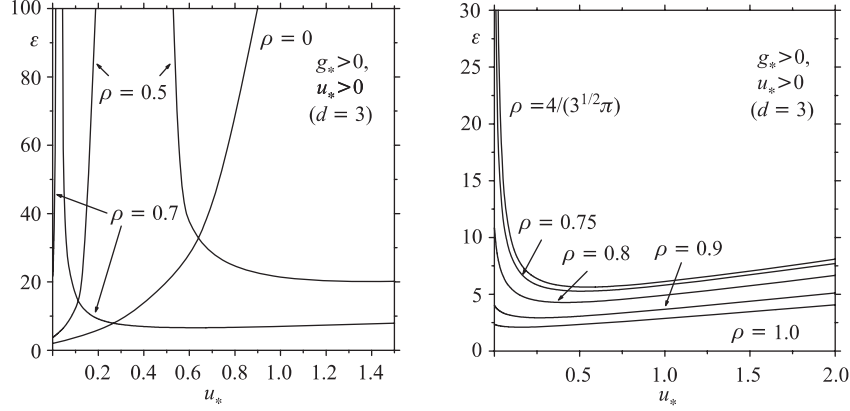 100
80
60
40
20
0
ε
ρ = 0
g* > 0,
u* > 0
(d = 3)
ρ = 0.5
ρ = 0.7
0.2 0.4 0.6 0.8 1.0 1.2 1.4
u*
30
25
20
15
10
5
0
ε
g* > 0,
u* > 0
(d = 3)
ρ = 4/(3^{1/2}π)
ρ = 0.75
ρ = 0.8
ρ = 0.9
ρ = 1.0
0.5 1.0 1.5 2.0
u*